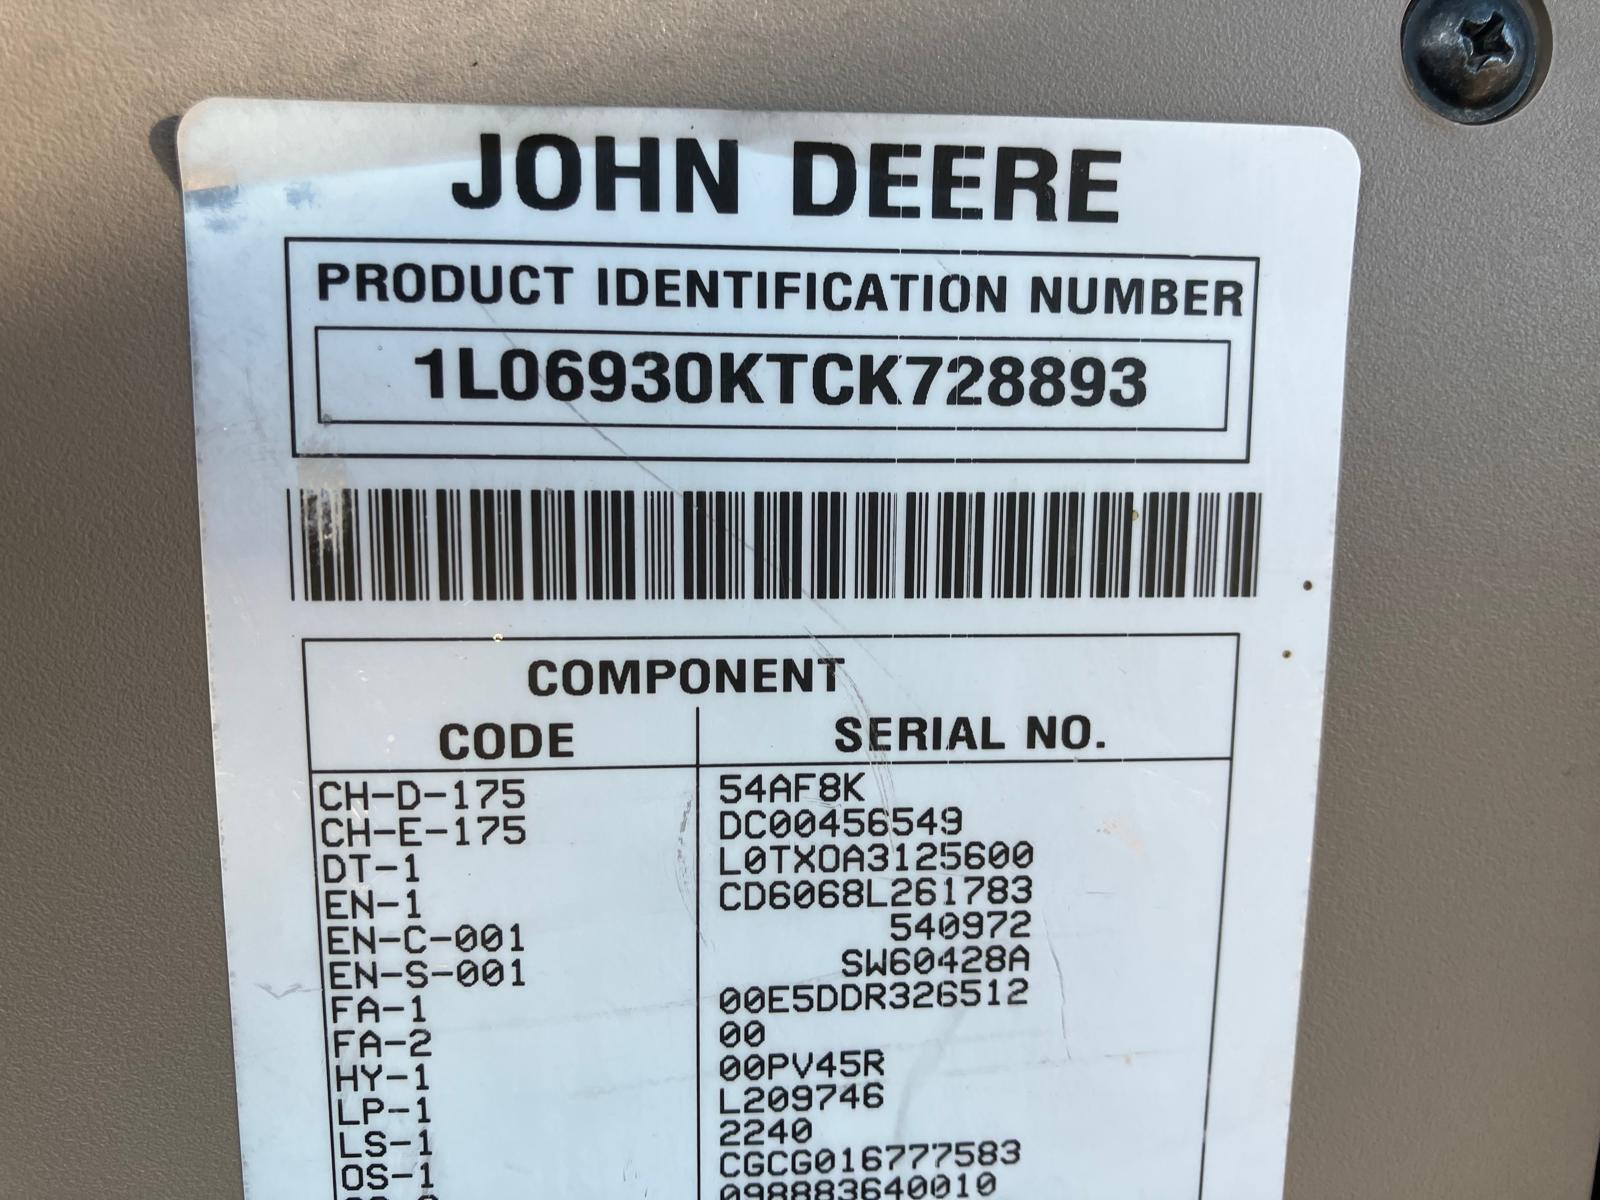 JOHN DEERE
PRODUCT IDENTIFICATION NUMBER
1L06930KTCK728893
COMPONENT
CODE SERIAL NO.
CH-D-175 54AF8K
CH-E-175 DC00456549
DT-1 L0TXOA3125600
EN-1 CD6068L261783
EN-C-001 540972
EN-S-001 SW60428A
FA-1 00E5DDR326512
FA-2 00
HY-1 00PV45R
LP-1 L209746
LS-1 2240
OS-1 CGCG016777583
098883640010